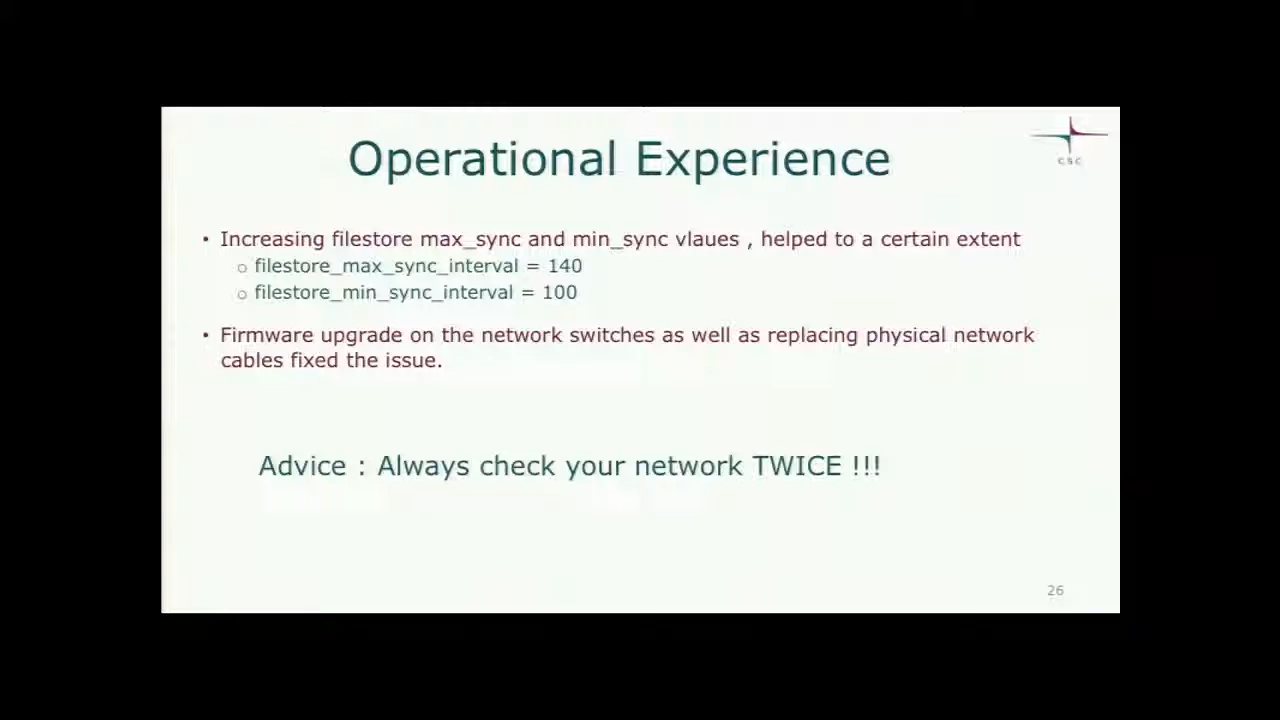 Operational Experience
CSC
• Increasing filestore max_sync and min_sync vlaues , helped to a certain extent
○ filestore_max_sync_interval = 140
○ filestore_min_sync_interval = 100
• Firmware upgrade on the network switches as well as replacing physical network
cables fixed the issue.
Advice : Always check your network TWICE !!!
26